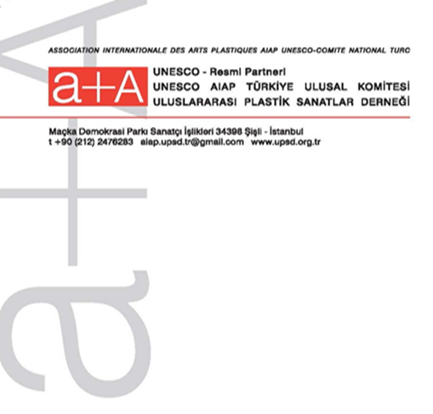 ASSOCIATION INTERNATIONALE DES ARTS PLASTIQUES AIAP UNESCO-COMITE NATIONAL TURC
a+A
UNESCO - Resmi Partneri
UNESCO AIAP TÜRKİYE ULUSAL KOMİTESİ
ULUSLARARASI PLASTİK SANATLAR DERNEĞİ
Maçka Demokrasi Parkı Sanatçı İşlikleri 34398 Şişli - İstanbul
t +90 (212) 2476283 aiap.upsd.tr@gmail.com www.upsd.org.tr
a+A